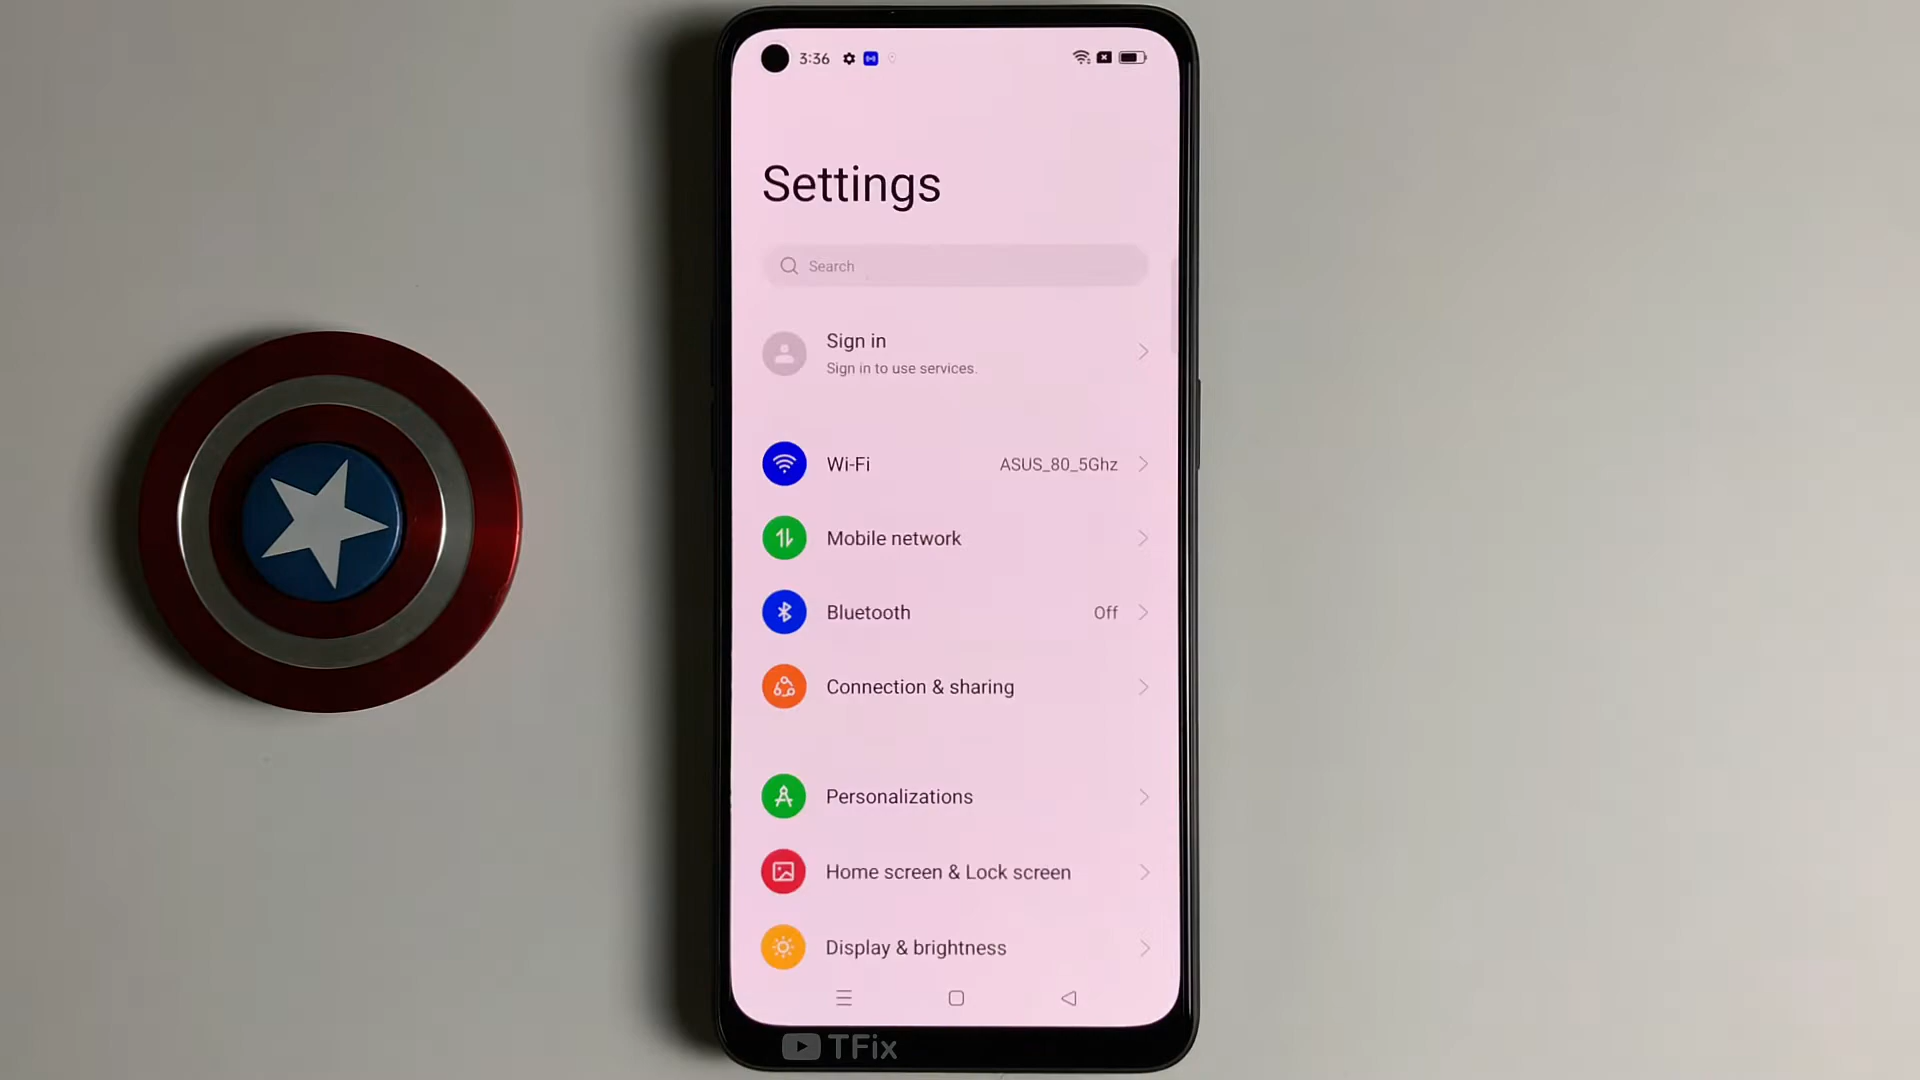 3:36
Settings
Search
Sign in
Sign in to use services.
Wi-Fi ASUS_80_5Ghz
Mobile network
Bluetooth Off
Connection & sharing
Personalizations
Home screen & Lock screen
Display & brightness
TFix